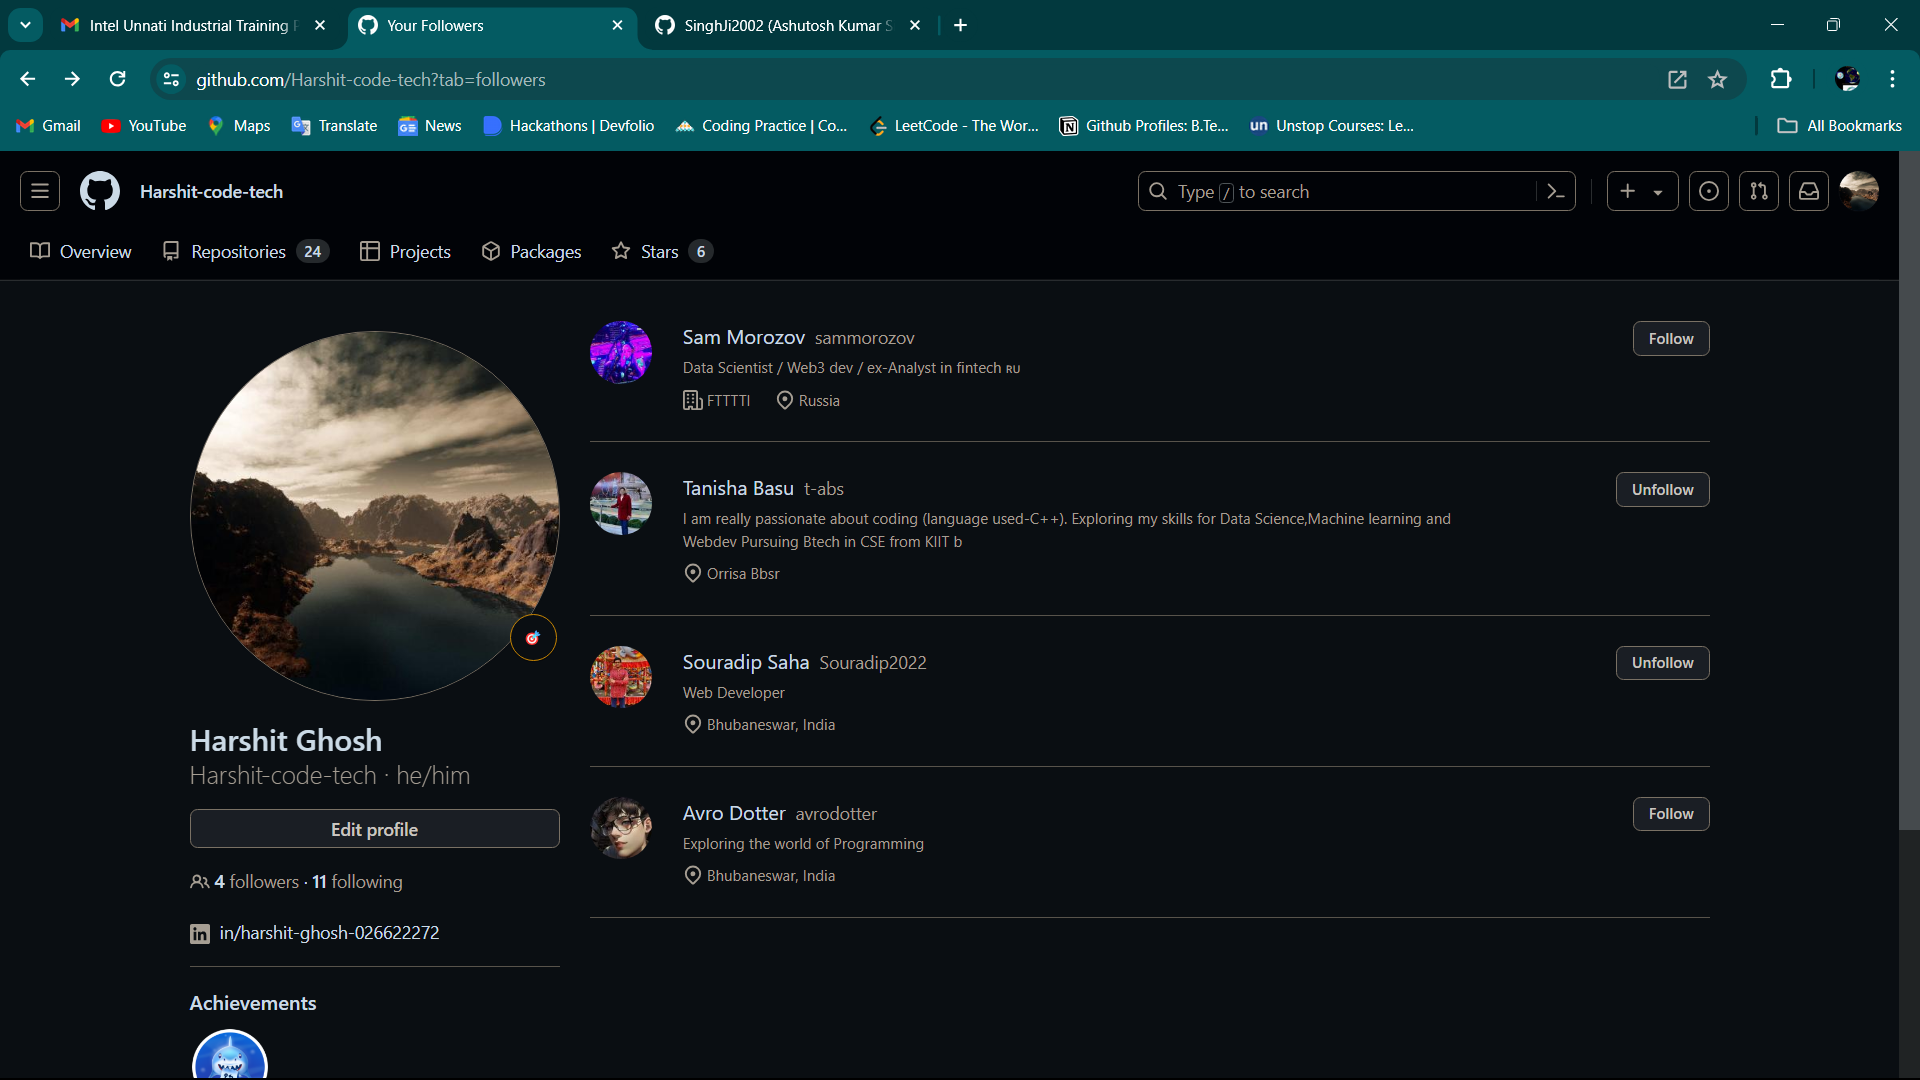 Intel Unnati Industrial Training
Your Followers
SinghJi2002 (Ashutosh Kumar S
github.com/Harshit-code-tech?tab=followers
Gmail
YouTube
Maps
Translate
News
Hackathons | Devfolio
Coding Practice | Co...
LeetCode - The Wor...
Github Profiles: B.Te...
un Unstop Courses: Le...
All Bookmarks
Harshit-code-tech
Type / to search
Overview
Repositories 24
Projects
Packages
Stars 6
Harshit Ghosh
Harshit-code-tech · he/him
Edit profile
4 followers · 11 following
in/harshit-ghosh-026622272
Achievements
Sam Morozov sammorozov
Data Scientist / Web3 dev / ex-Analyst in fintech RU
FTTTTI Russia
Follow
Tanisha Basu t-abs
I am really passionate about coding (language used-C++). Exploring my skills for Data Science,Machine learning and
Webdev Pursuing Btech in CSE from KIIT b
Orrisa Bbsr
Unfollow
Souradip Saha Souradip2022
Web Developer
Bhubaneswar, India
Unfollow
Avro Dotter avrodotter
Exploring the world of Programming
Bhubaneswar, India
Follow